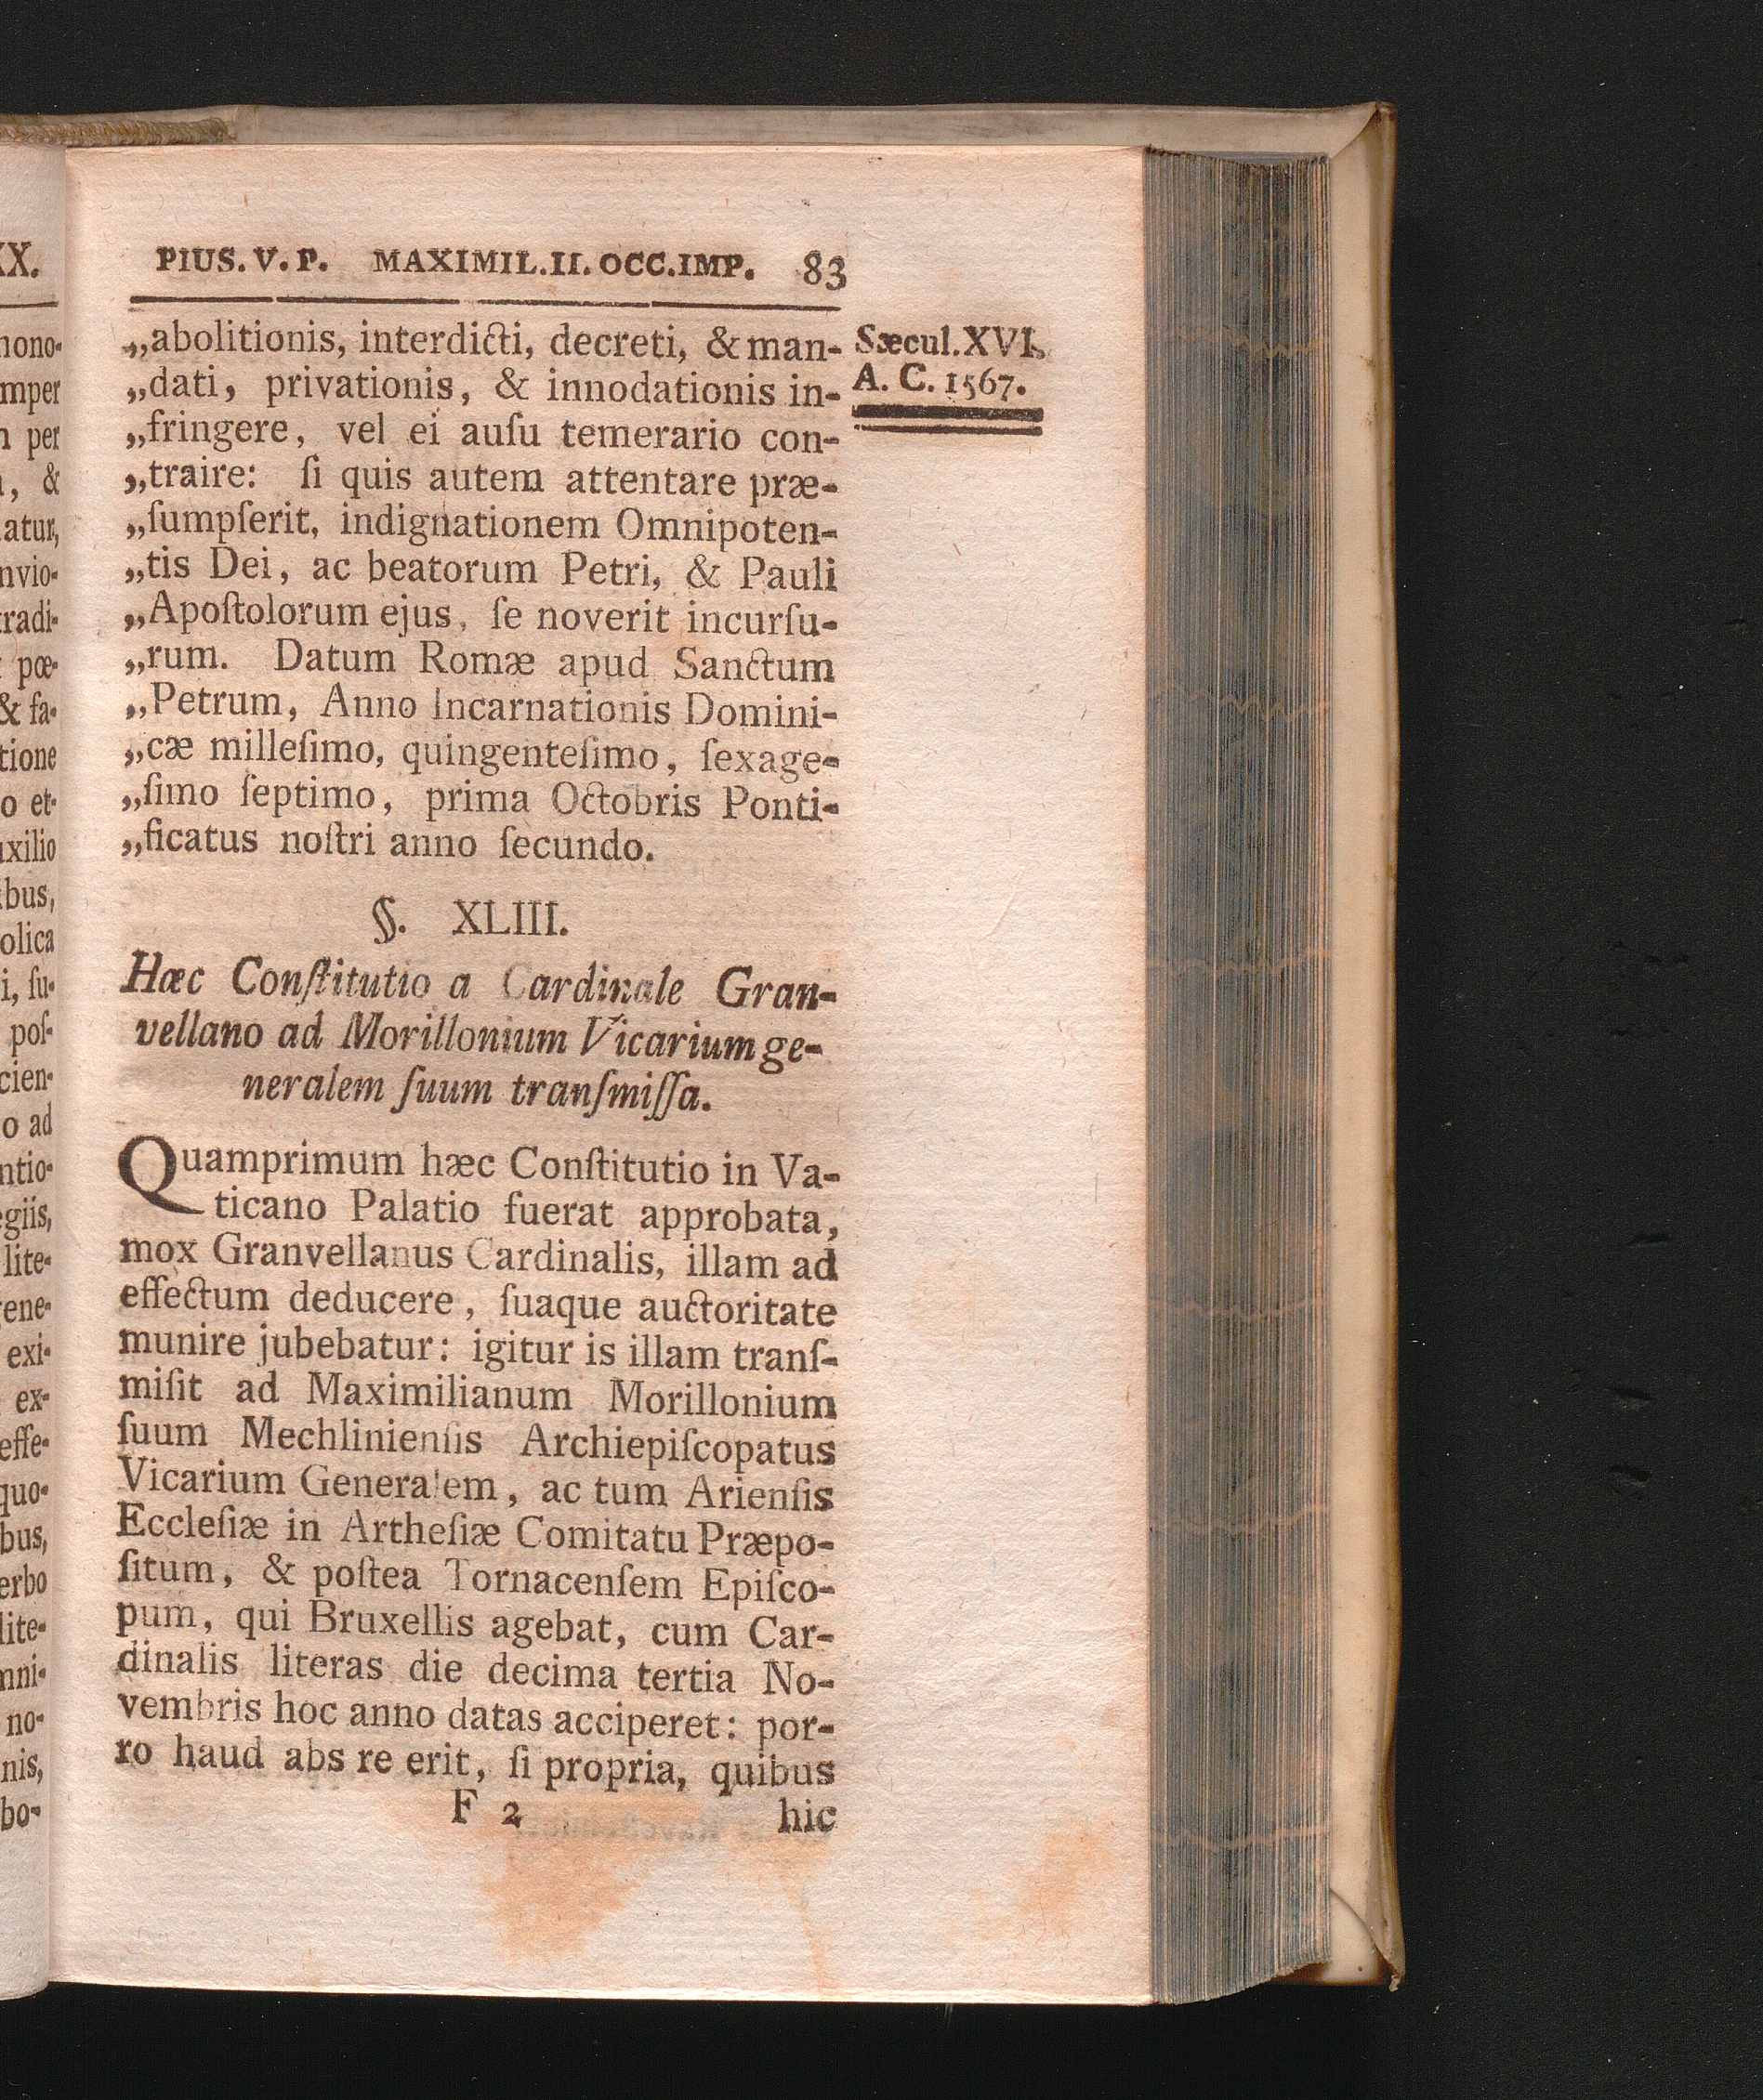 PIUS. V. P. MAXIMIL. II. OCC. IMP. 83
Sæcul. XVI.
A. C. 1567.
„abolitionis, interdicti, decreti, & man-
„dati, privationis, & innodationis in-
„fringere, vel ei auſu temerario con-
„traire: ſi quis autem attentare præ-
„ſumpſerit, indignationem Omnipoten-
„tis Dei, ac beatorum Petri, & Pauli
„Apoſtolorum ejus, ſe noverit incurſu-
„rum. Datum Romæ apud Sanctum
„Petrum, Anno Incarnationis Domini-
„cæ milleſimo, quingenteſimo, ſexage-
„ſimo ſeptimo, prima Octobris Ponti-
„ficatus noſtri anno ſecundo.
§. XLIII.
Hæc Conſtitutio a Cardinale Gran-
vellano ad Morillonium Vicarium ge-
neralem ſuum tranſmiſſa.
Quamprimum hæc Conſtitutio in Va-
ticano Palatio fuerat approbata,
mox Granvellanus Cardinalis, illam ad
effectum deducere, ſuaque auctoritate
munire jubebatur: igitur is illam tranſ-
miſit ad Maximilianum Morillonium
ſuum Mechlinienſis Archiepiſcopatus
Vicarium Generalem, ac tum Arienſis
Eccleſiæ in Artheſiæ Comitatu Præpo-
ſitum, & poſtea Tornacenſem Epiſco-
pum, qui Bruxellis agebat, cum Car-
dinalis literas die decima tertia No-
vembris hoc anno datas acciperet: por-
ro haud abs re erit, ſi propria, quibus
F 2 hic